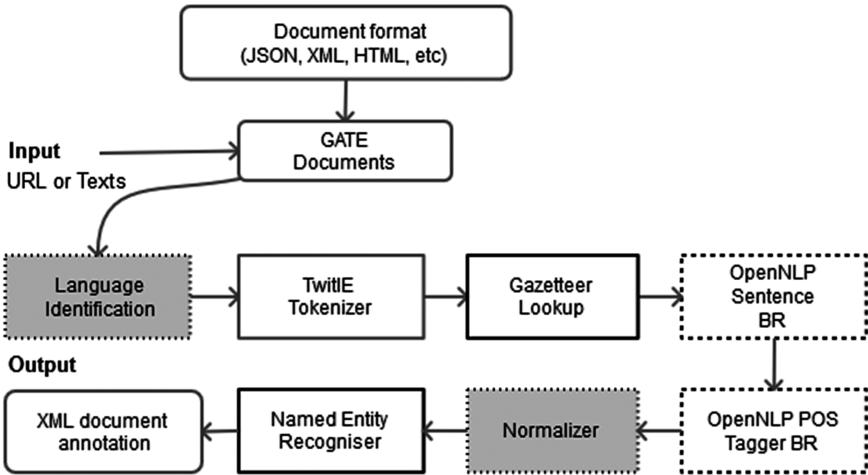 Document format
(JSON, XML, HTML, etc)
GATE
Documents
Input
URL or Texts
Language
Identification
TwitIE
Tokenizer
Gazetteer
Lookup
OpenNLP
Sentence
BR
Output
XML document
annotation
Named Entity
Recogniser
Normalizer
OpenNLP POS
Tagger BR